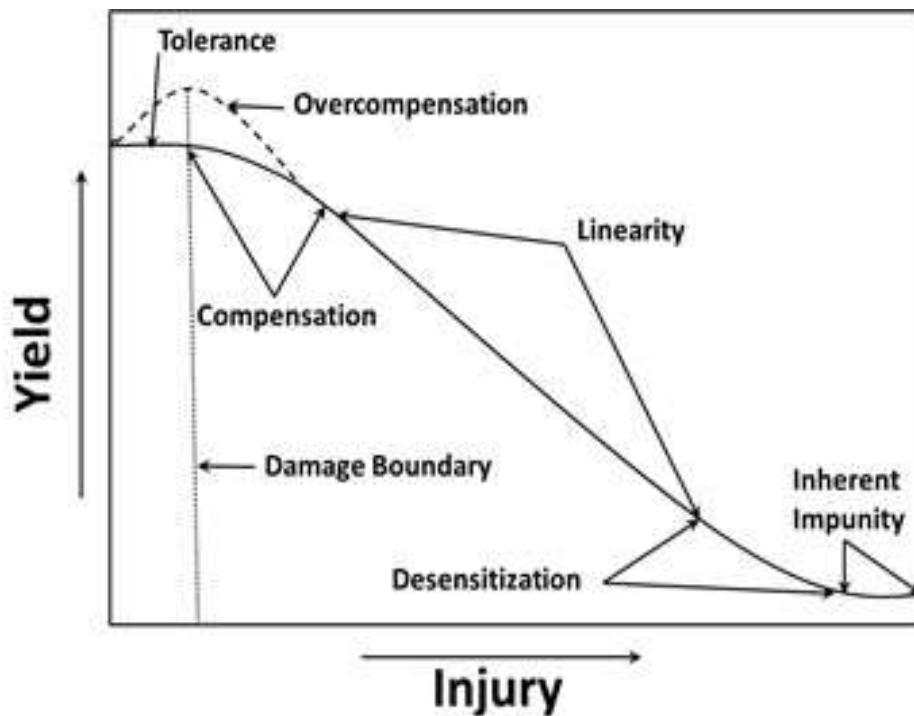 Tolerance
Overcompensation
Linearity
Compensation
Yield
Damage Boundary
Inherent
Impunity
Desensitization
Injury